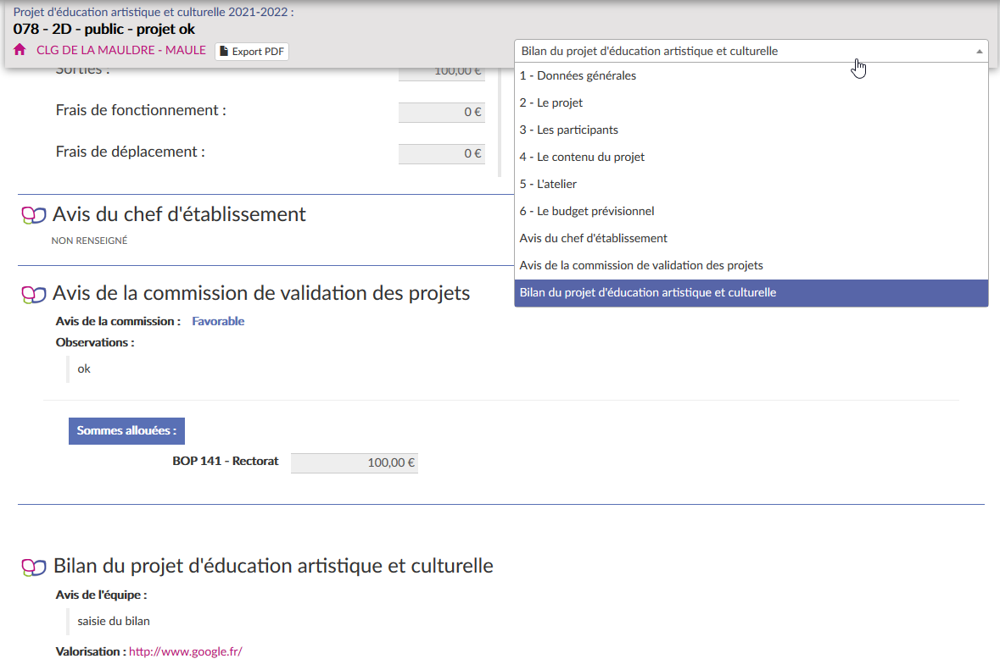 Projet d'éducation artistique et culturelle 2021-2022 :
078 - 2D - public - projet ok
CLG DE LA MAULDRE - MAULE
Export PDF
Bilan du projet d'éducation artistique et culturelle
1 - Données générales
2 - Le projet
3 - Les participants
4 - Le contenu du projet
5 - L'atelier
6 - Le budget prévisionnel
Avis du chef d'établissement
Avis de la commission de validation des projets
Bilan du projet d'éducation artistique et culturelle
Sorties : 100,00 €
Frais de fonctionnement : 0 €
Frais de déplacement : 0 €
Avis du chef d'établissement
NON RENSEIGNÉ
Avis de la commission de validation des projets
Avis de la commission : Favorable
Observations :
ok
Sommes allouées :
BOP 141 - Rectorat 100,00 €
Bilan du projet d'éducation artistique et culturelle
Avis de l'équipe :
saisie du bilan
Valorisation : http://www.google.fr/